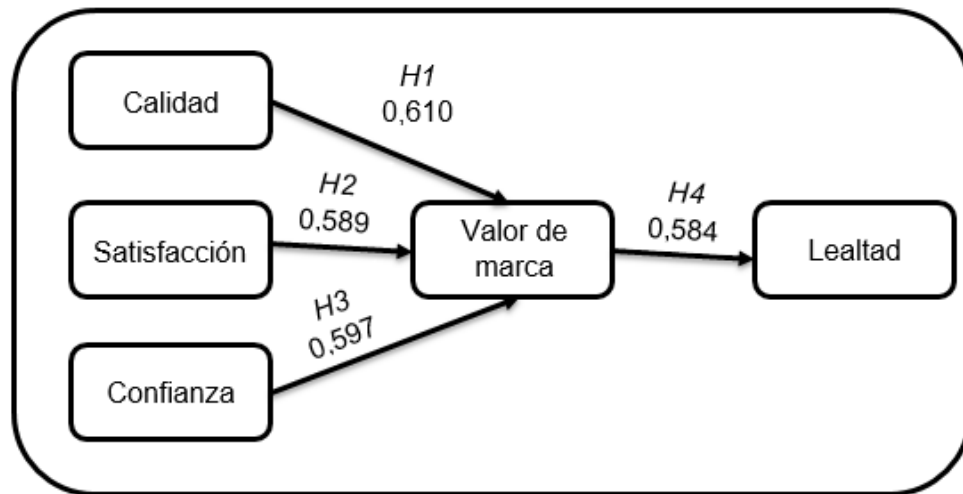 Calidad
H1
0,610
Satisfacción
H2
0,589
Valor de
marca
H4
0,584
Lealtad
H3
0,597
Confianza